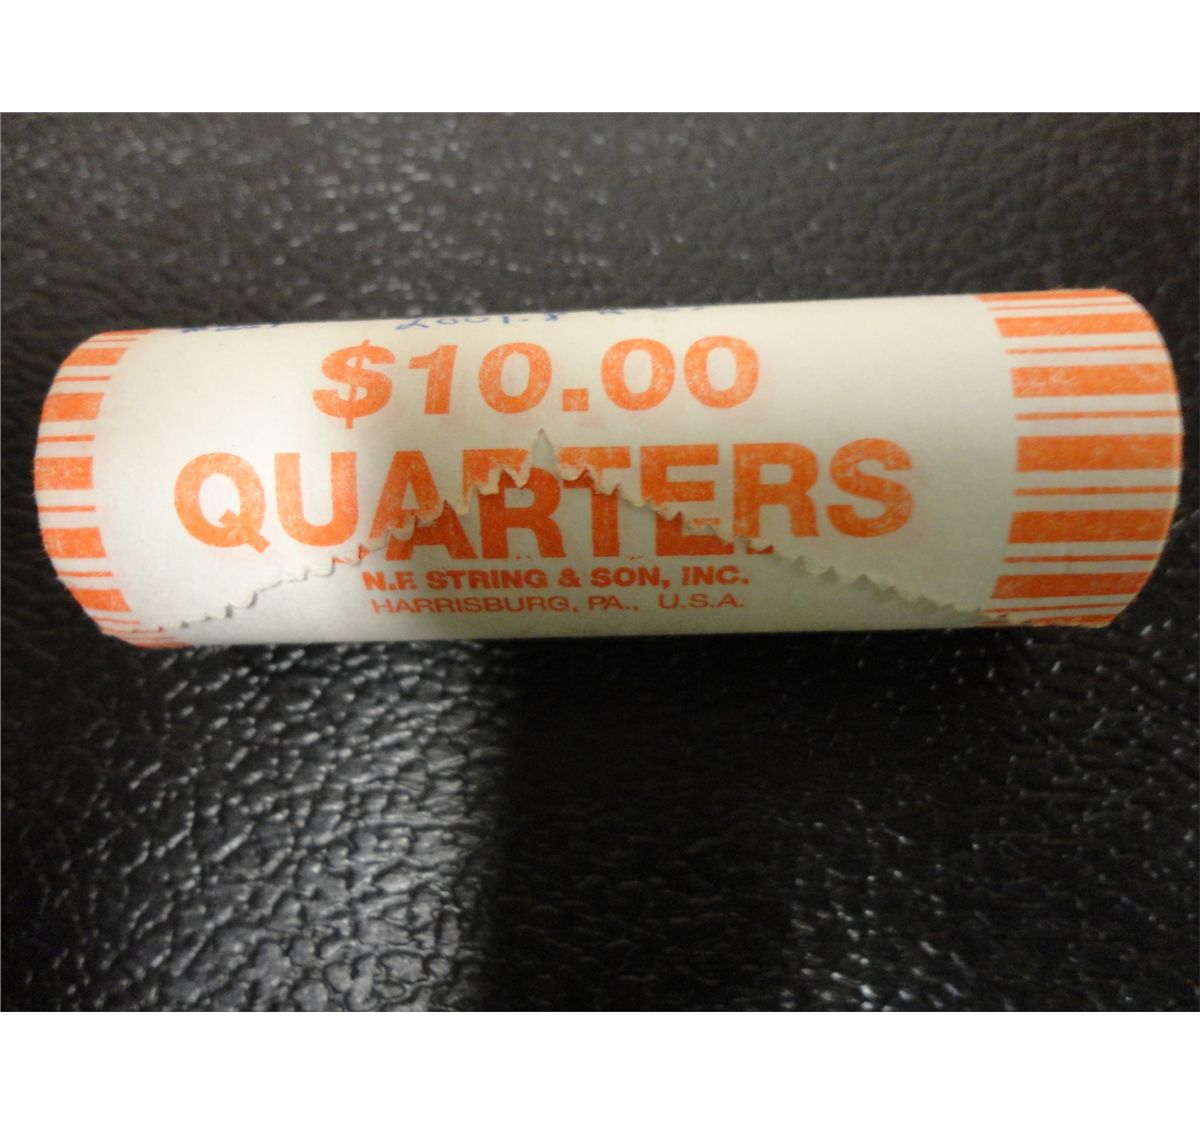 $10.00
QUARTERS
N.F. STRING & SON, INC.
HARRISBURG, PA., U.S.A.